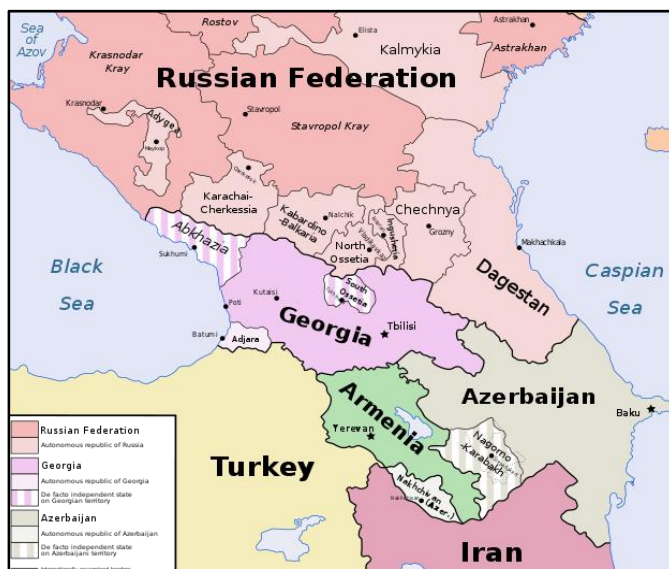 Sea of
Azov
Rostov
Astrakhan
Elista
Kalmykia
Astrakhan
Krasnodar
Kray
Russian Federation
Krasnodar
Adygea
Maykop
Stavropol
Stavropol Kray
Karachai-
Cherkessia
Kabardino
-Balkaria
Nalchik
North
Ossetia
Ingushetia
Chechnya
Grozny
Makhachkala
Dagestan
Abkhazia
Sukhumi
Black
Sea
Caspian
Sea
Poti
Kutaisi
South
Ossetia
Georgia
Tbilisi
Batumi
Adjara
Azerbaijan
Baku
Armenia
Yerevan
Nagorno
-Karabakh
Nakhchivan
(Azer.)
Turkey
Iran
Russian Federation
Autonomous republic of Russia
Georgia
Autonomous republic of Georgia
De facto independent state
on Georgian territory
Azerbaijan
Autonomous republic of Azerbaijan
De facto independent state
on Azerbaijani territory